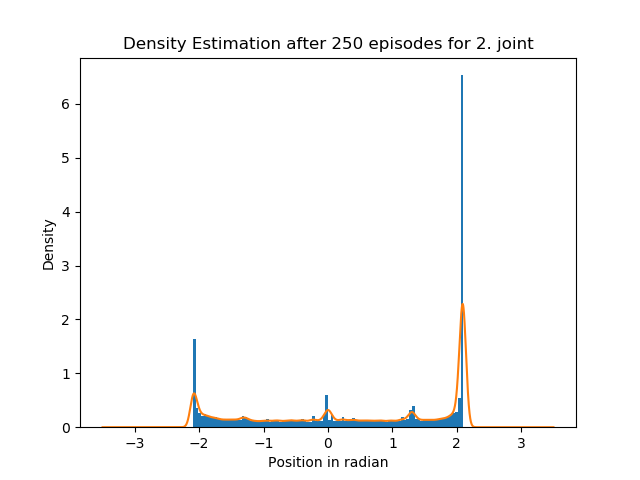 Density Estimation after 250 episodes for 2. joint
Density
6
5
4
3
2
1
0
−3 −2 −1 0 1 2 3
Position in radian